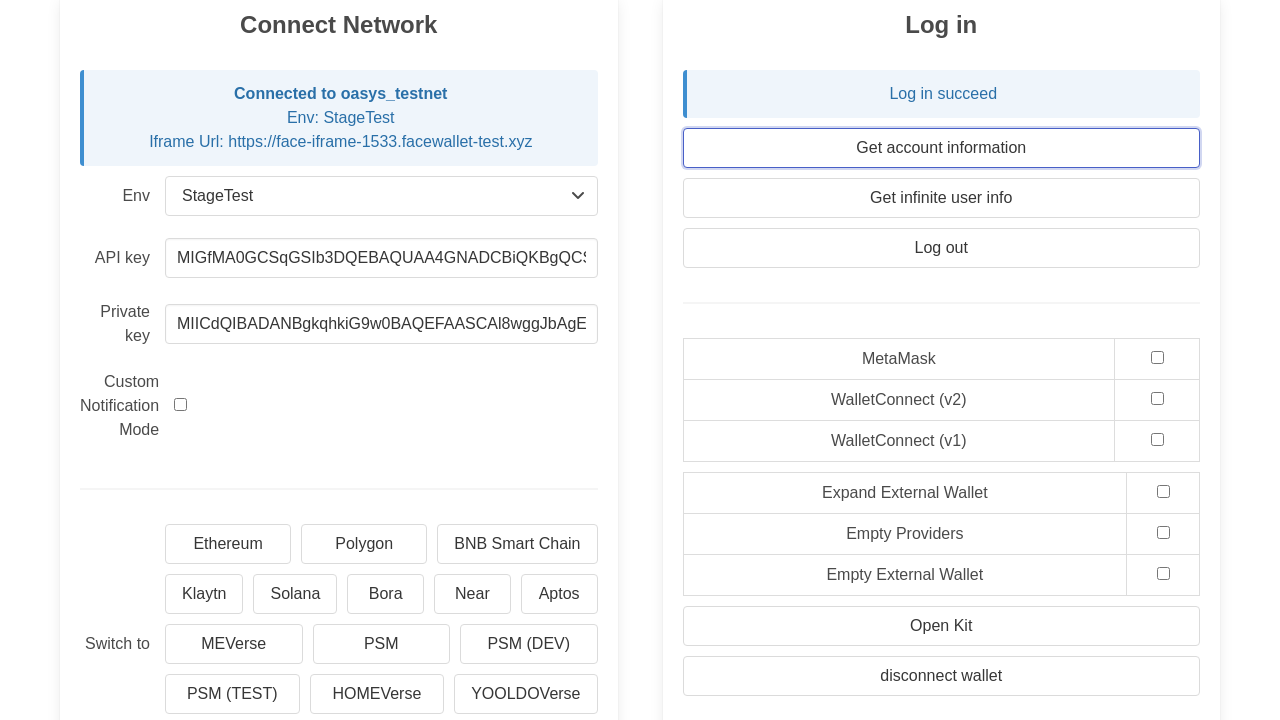 Connect Network
Connected to oasys_testnet
Env: StageTest
Iframe Url: https://face-iframe-1533.facewallet-test.xyz
Env
StageTest
API key
MIGfMA0GCSqGSIb3DQEBAQUAA4GNADCBiQKBgQC
Private
key
MIICdQIBADANBgkqhkiG9w0BAQEFAASCAl8wggJbAgE
Custom
Notification
Mode
Ethereum
Polygon
BNB Smart Chain
Klaytn
Solana
Bora
Near
Aptos
Switch to
MEVerse
PSM
PSM (DEV)
PSM (TEST)
HOMEVerse
YOOLDOVerse
Log in
Log in succeed
Get account information
Get infinite user info
Log out
MetaMask
WalletConnect (v2)
WalletConnect (v1)
Expand External Wallet
Empty Providers
Empty External Wallet
Open Kit
disconnect wallet